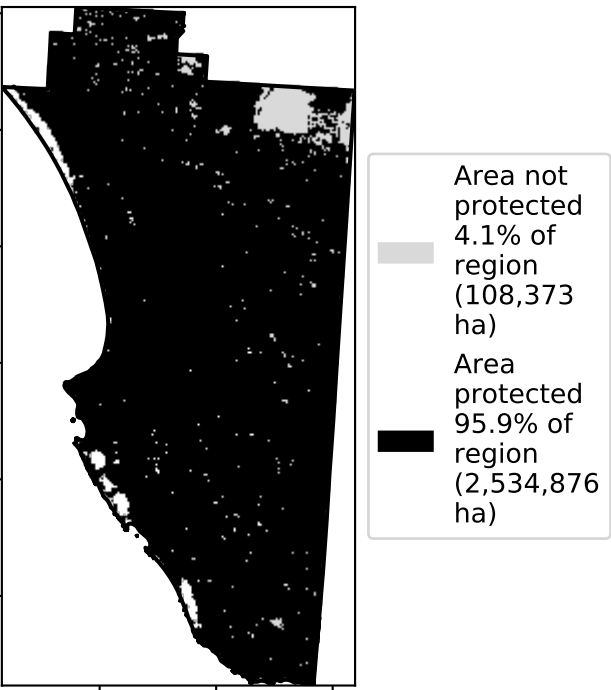 Area not
protected
4.1% of
region
(108,373
ha)
Area
protected
95.9% of
region
(2,534,876
ha)